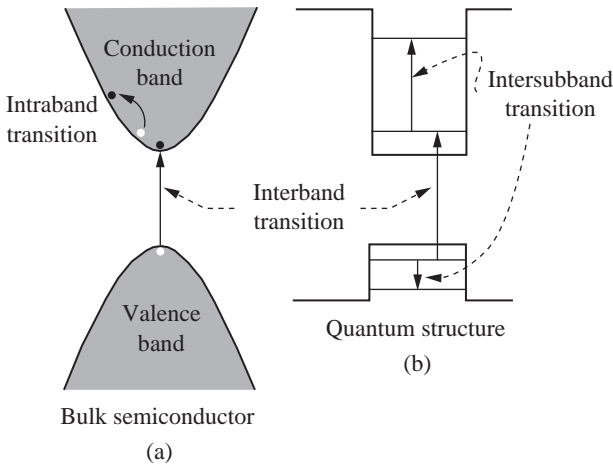 Conduction
band
Intraband
transition
Intersubband
transition
Interband
transition
Valence
band
Quantum structure
(b)
Bulk semiconductor
(a)